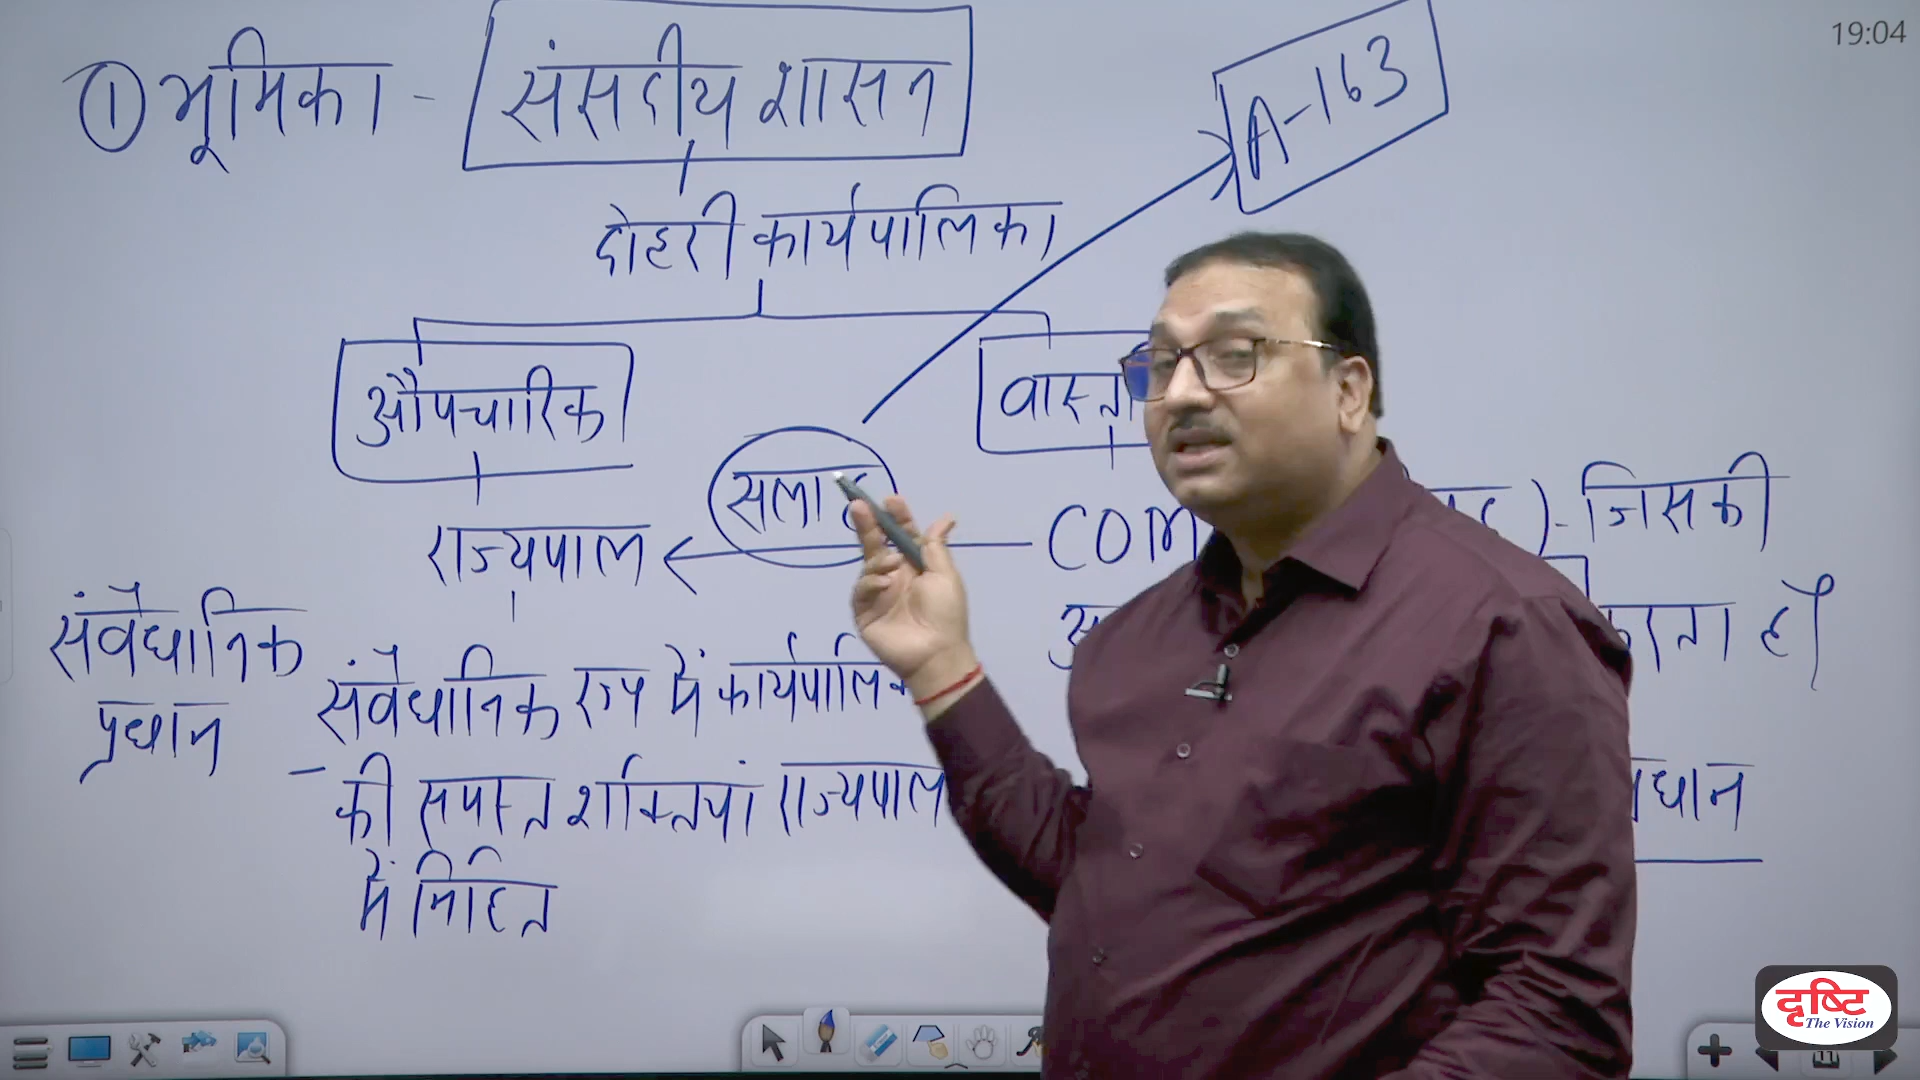 19:04
① भूमिका - संसदीय शासन
A-163
दोहरी कार्यपालिका
औपचारिक
सलाह
राज्यपाल
COM
) - जिसकी
संवैधानिक
प्रधान
करता है
संवैधानिक रूप में कार्यपालिका
- की समस्त शक्तियां राज्यपाल
में निहित
दृष्टि
The Vision